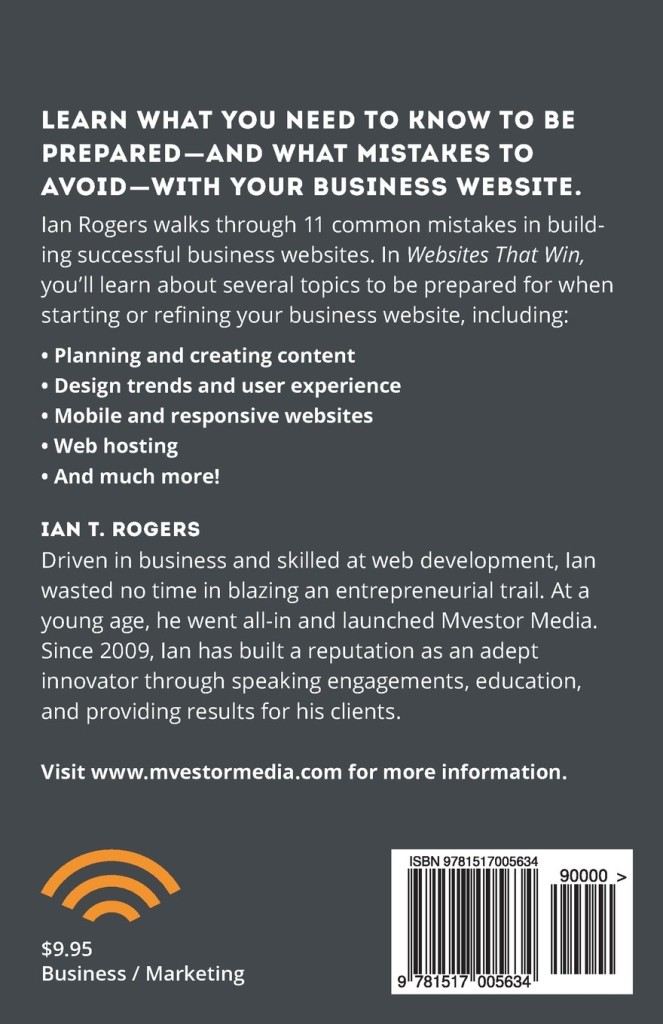 LEARN WHAT YOU NEED TO KNOW TO BE
PREPARED—AND WHAT MISTAKES TO
AVOID—WITH YOUR BUSINESS WEBSITE.
Ian Rogers walks through 11 common mistakes in build-
ing successful business websites. In Websites That Win,
you'll learn about several topics to be prepared for when
starting or refining your business website, including:
• Planning and creating content
• Design trends and user experience
• Mobile and responsive websites
• Web hosting
• And much more!
IAN T. ROGERS
Driven in business and skilled at web development, Ian
wasted no time in blazing an entrepreneurial trail. At a
young age, he went all-in and launched Mvestor Media.
Since 2009, Ian has built a reputation as an adept
innovator through speaking engagements, education,
and providing results for his clients.
Visit www.mvestormedia.com for more information.
$9.95
Business / Marketing
ISBN 9781517005634
90000 >
9 781517 005634